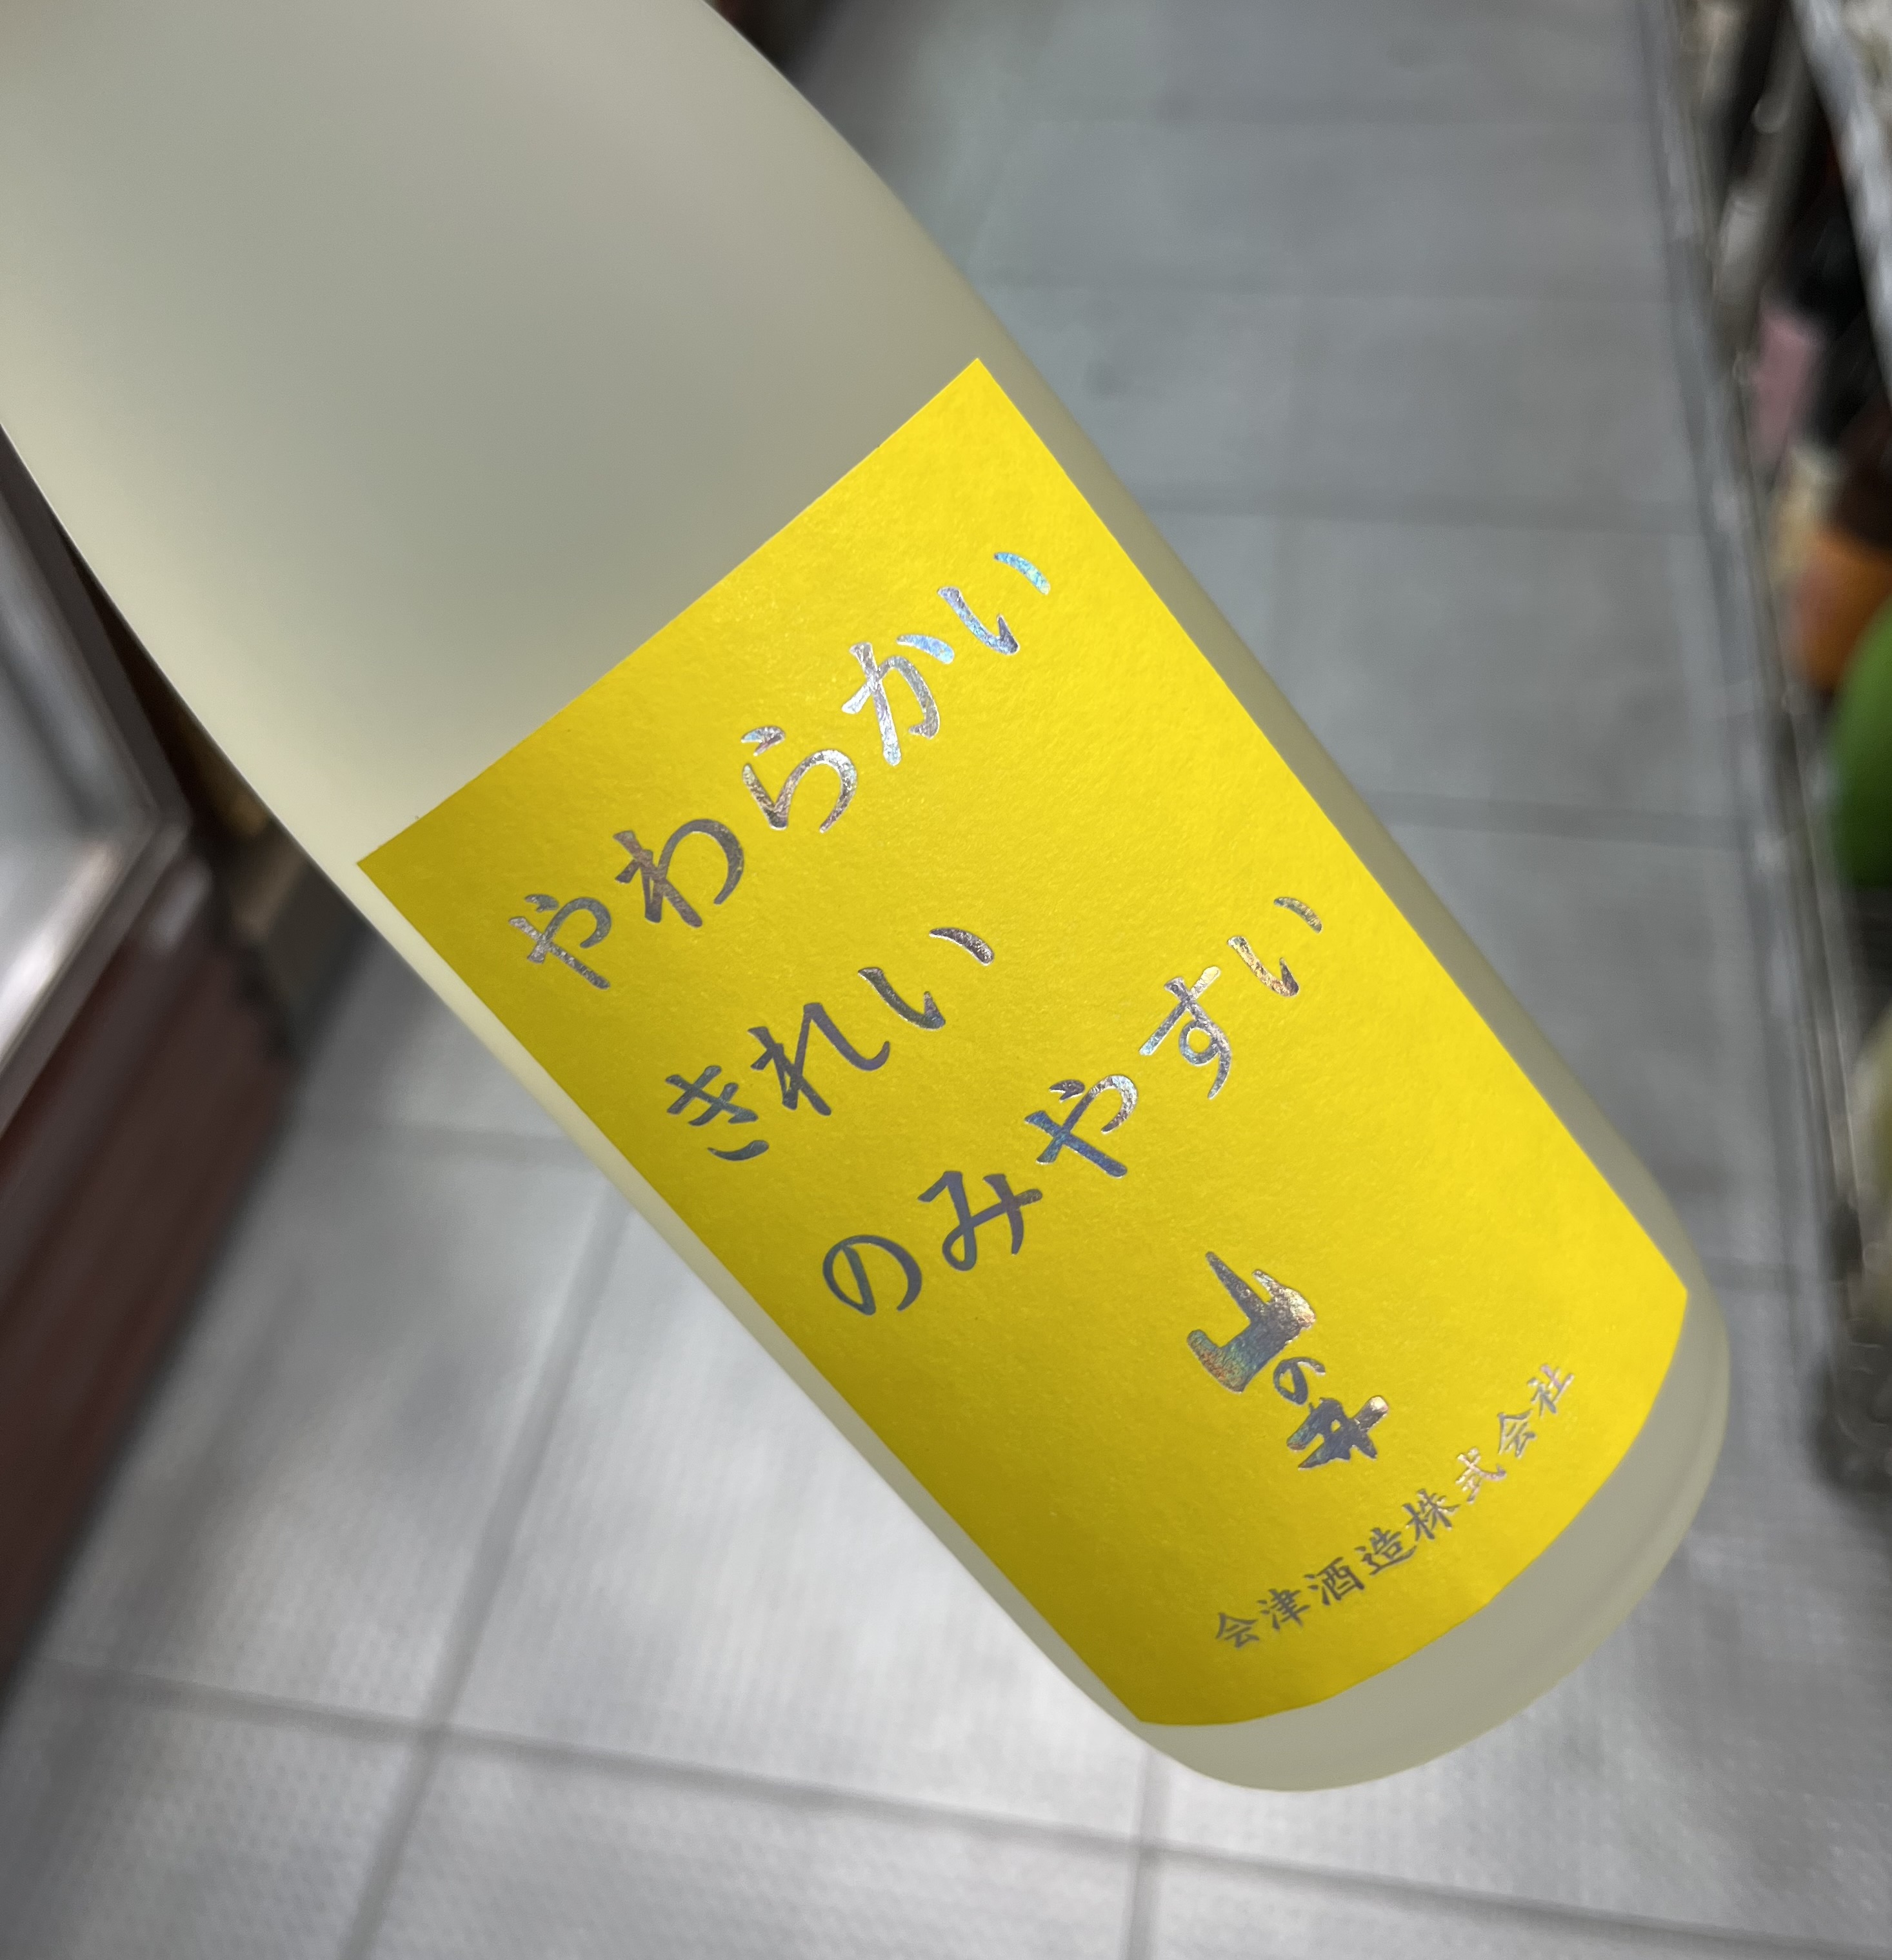 やわらかい
きれい
のみやすい
山の井
会津酒造株式会社